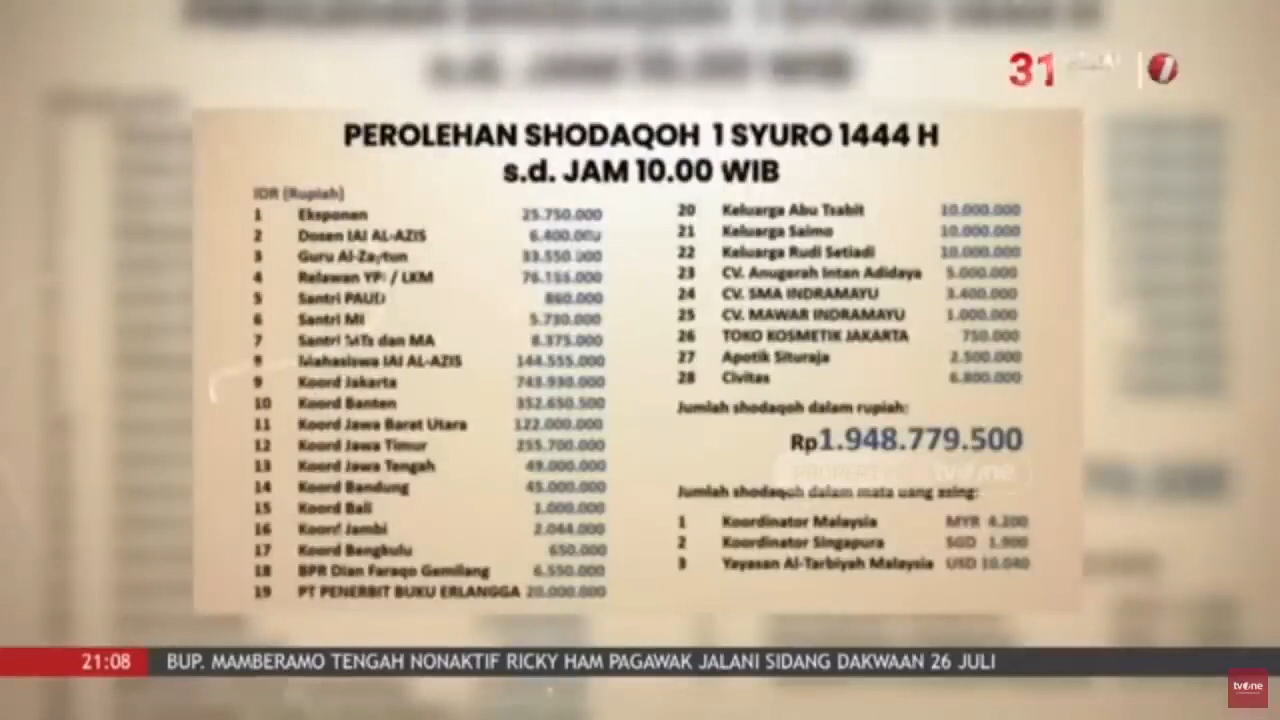 31
PEROLEHAN SHODAQOH 1 SYURO 1444 H
s.d. JAM 10.00 WIB
IDR (Rupiah)
1 Eksponen 25.750.000
2 Dosen IAI AL-AZIS
3 Guru Al-Zaytun
4 Relawan YPI / LKM
5 Santri PAUD 860.000
6 Santri MI 5.730.000
7 Santri MTs dan MA 8.375.000
Mahasiswa IAI AL-AZIS 144.555.000
9 Koord Jakarta 743.930.000
10 Koord Banten 352.650.500
11 Koord Jawa Barat Utara 122.000.000
12 Koord Jawa Timur 255.700.000
13 Koord Jawa Tengah 49.000.000
14 Koord Bandung 45.000.000
15 Koord Bali 1.000.000
16 Koord Jambi 2.044.000
17 Koord Bengkulu 650.000
18 BPR Dian Faraqo Gemilang 6.550.000
19 PT PENERBIT BUKU ERLANGGA 20.000.000
20 Keluarga Abu Tsabit 10.000.000
21 Keluarga Saimo 10.000.000
22 Keluarga Rudi Setiadi 10.000.000
23 CV. Anugerah Inten Adidaya 5.000.000
24 CV. SMA INDRAMAYU 3.400.000
25 CV. MAWAR INDRAMAYU 1.000.000
26 TOKO KOSMETIK JAKARTA 750.000
27 Apotik Situraja 2.500.000
28 Civitas 6.800.000
Jumlah shodaqoh dalam rupiah:
Rp1.948.779.500
Jumlah shodaqoh dalam mata uang asing:
1 Koordinator Malaysia MYR 4.200
2 Koordinator Singapura SGD 1.900
3 Yayasan Al-Tarbiyah Malaysia USD 10.040
21:08 BUP. MAMBERAMO TENGAH NONAKTIF RICKY HAM PAGAWAK JALANI SIDANG DAKWAAN 26 JULI
tvOne